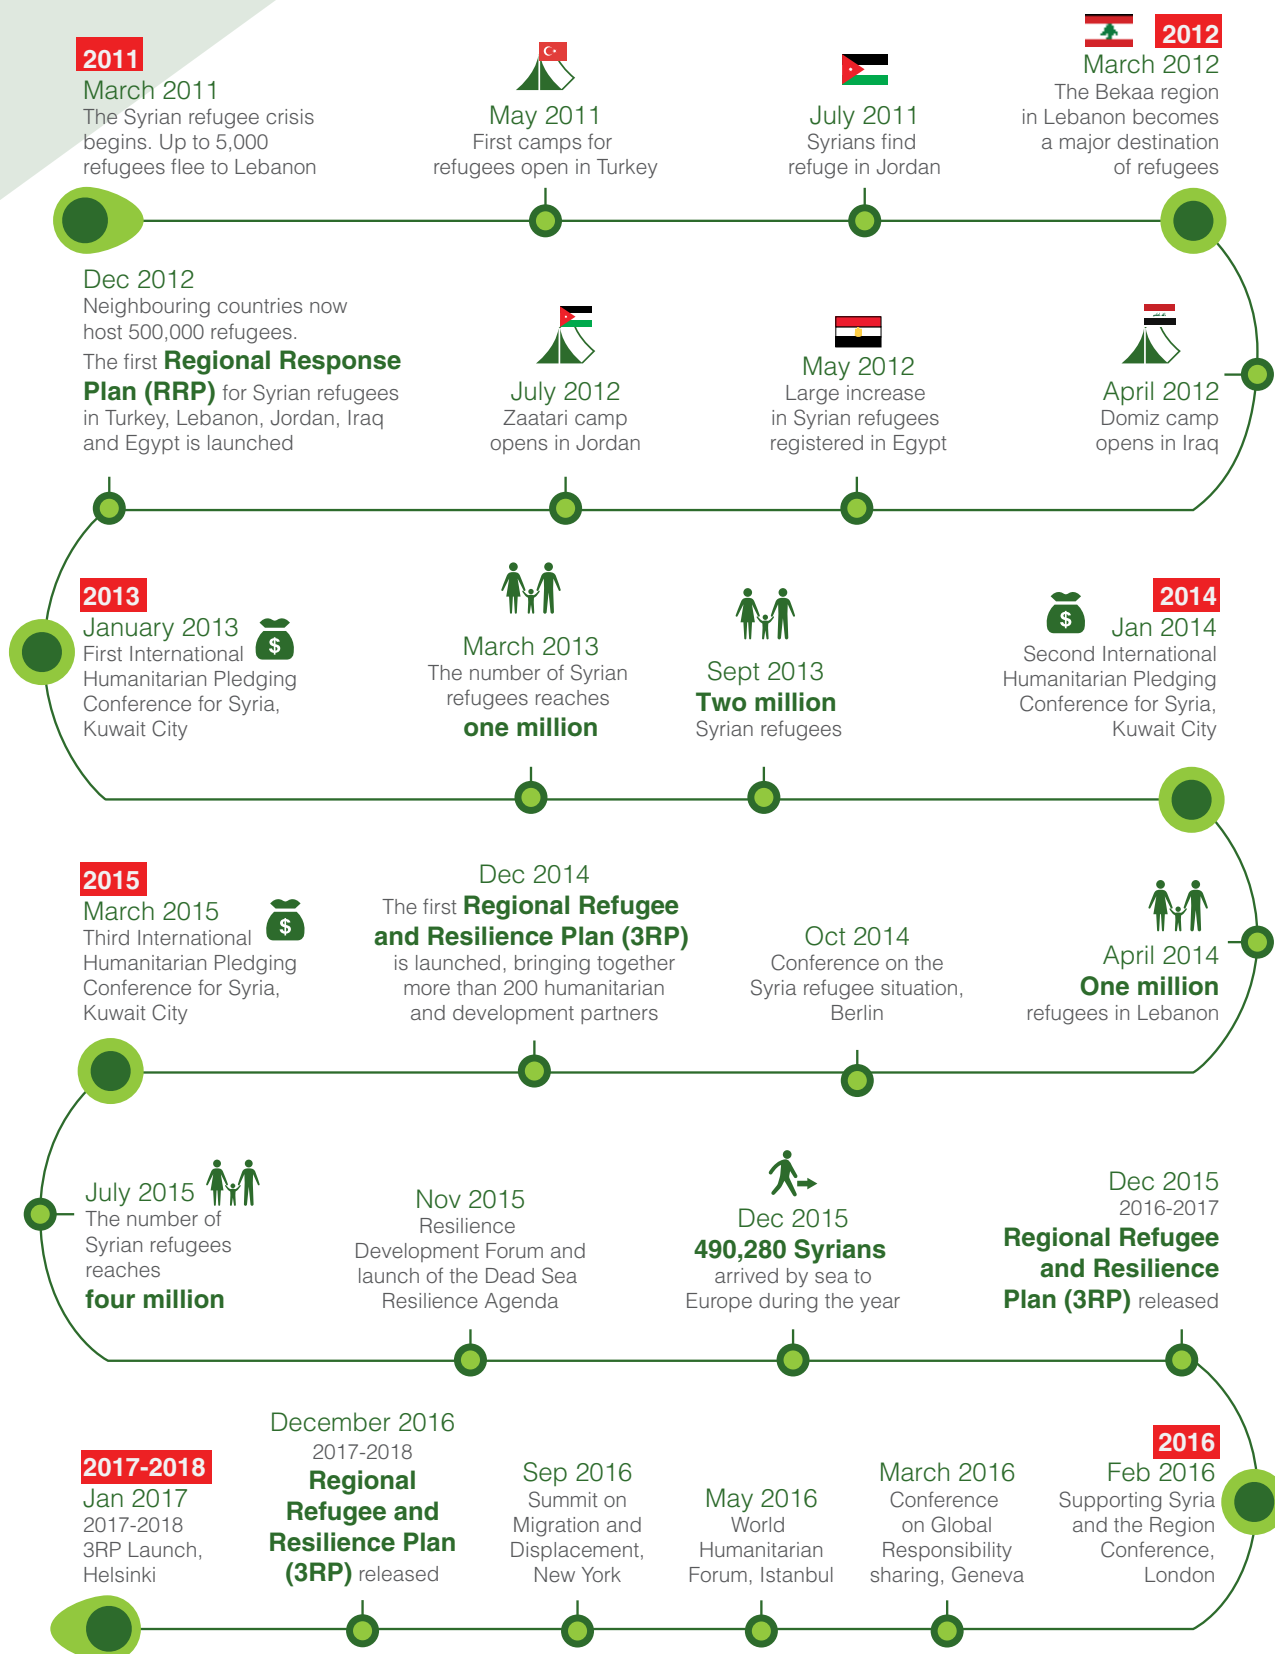 2011
March 2011
The Syrian refugee crisis
begins. Up to 5,000
refugees flee to Lebanon
May 2011
First camps for
refugees open in Turkey
July 2011
Syrians find
refuge in Jordan
2012
March 2012
The Bekaa region
in Lebanon becomes
a major destination
of refugees
April 2012
Domiz camp
opens in Iraq
May 2012
Large increase
in Syrian refugees
registered in Egypt
July 2012
Zaatari camp
opens in Jordan
Dec 2012
Neighbouring countries now
host 500,000 refugees.
The first Regional Response
Plan (RRP) for Syrian refugees
in Turkey, Lebanon, Jordan, Iraq
and Egypt is launched
2013
January 2013
$
First International
Humanitarian Pledging
Conference for Syria,
Kuwait City
March 2013
The number of Syrian
refugees reaches
one million
Sept 2013
Two million
Syrian refugees
2014
$
Jan 2014
Second International
Humanitarian Pledging
Conference for Syria,
Kuwait City
April 2014
One million
refugees in Lebanon
Oct 2014
Conference on the
Syria refugee situation,
Berlin
Dec 2014
The first Regional Refugee
and Resilience Plan (3RP)
is launched, bringing together
more than 200 humanitarian
and development partners
2015
March 2015
$
Third International
Humanitarian Pledging
Conference for Syria,
Kuwait City
July 2015
The number of
Syrian refugees
reaches
four million
Nov 2015
Resilience
Development Forum and
launch of the Dead Sea
Resilience Agenda
Dec 2015
490,280 Syrians
arrived by sea to
Europe during the year
Dec 2015
2016-2017
Regional Refugee
and Resilience
Plan (3RP) released
2016
Feb 2016
Supporting Syria
and the Region
Conference,
London
March 2016
Conference
on Global
Responsibility
sharing, Geneva
May 2016
World
Humanitarian
Forum, Istanbul
Sep 2016
Summit on
Migration and
Displacement,
New York
December 2016
2017-2018
Regional
Refugee and
Resilience Plan
(3RP) released
2017-2018
Jan 2017
2017-2018
3RP Launch,
Helsinki